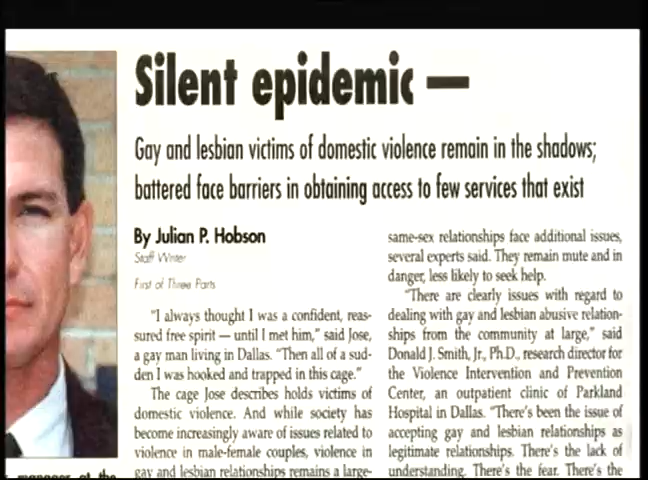 Silent epidemic —
Gay and lesbian victims of domestic violence remain in the shadows;
battered face barriers in obtaining access to few services that exist
By Julian P. Hobson
Staff Writer
First of Three Parts
"I always thought I was a confident, reas-
sured free spirit — until I met him," said Jose,
a gay man living in Dallas. "Then all of a sud-
den I was hooked and trapped in this cage."
The cage Jose describes holds victims of
domestic violence. And while society has
become increasingly aware of issues related to
violence in male-female couples, violence in
gay and lesbian relationships remains a large-
same-sex relationships face additional issues,
several experts said. They remain mute and in
danger, less likely to seek help.
"There are clearly issues with regard to
dealing with gay and lesbian abusive relation-
ships from the community at large," said
Donald J. Smith, Jr., Ph.D., research director for
the Violence Intervention and Prevention
Center, an outpatient clinic of Parkland
Hospital in Dallas. "There's been the issue of
accepting gay and lesbian relationships as
legitimate relationships. There's the lack of
understanding. There's the fear. There's the
manager at the